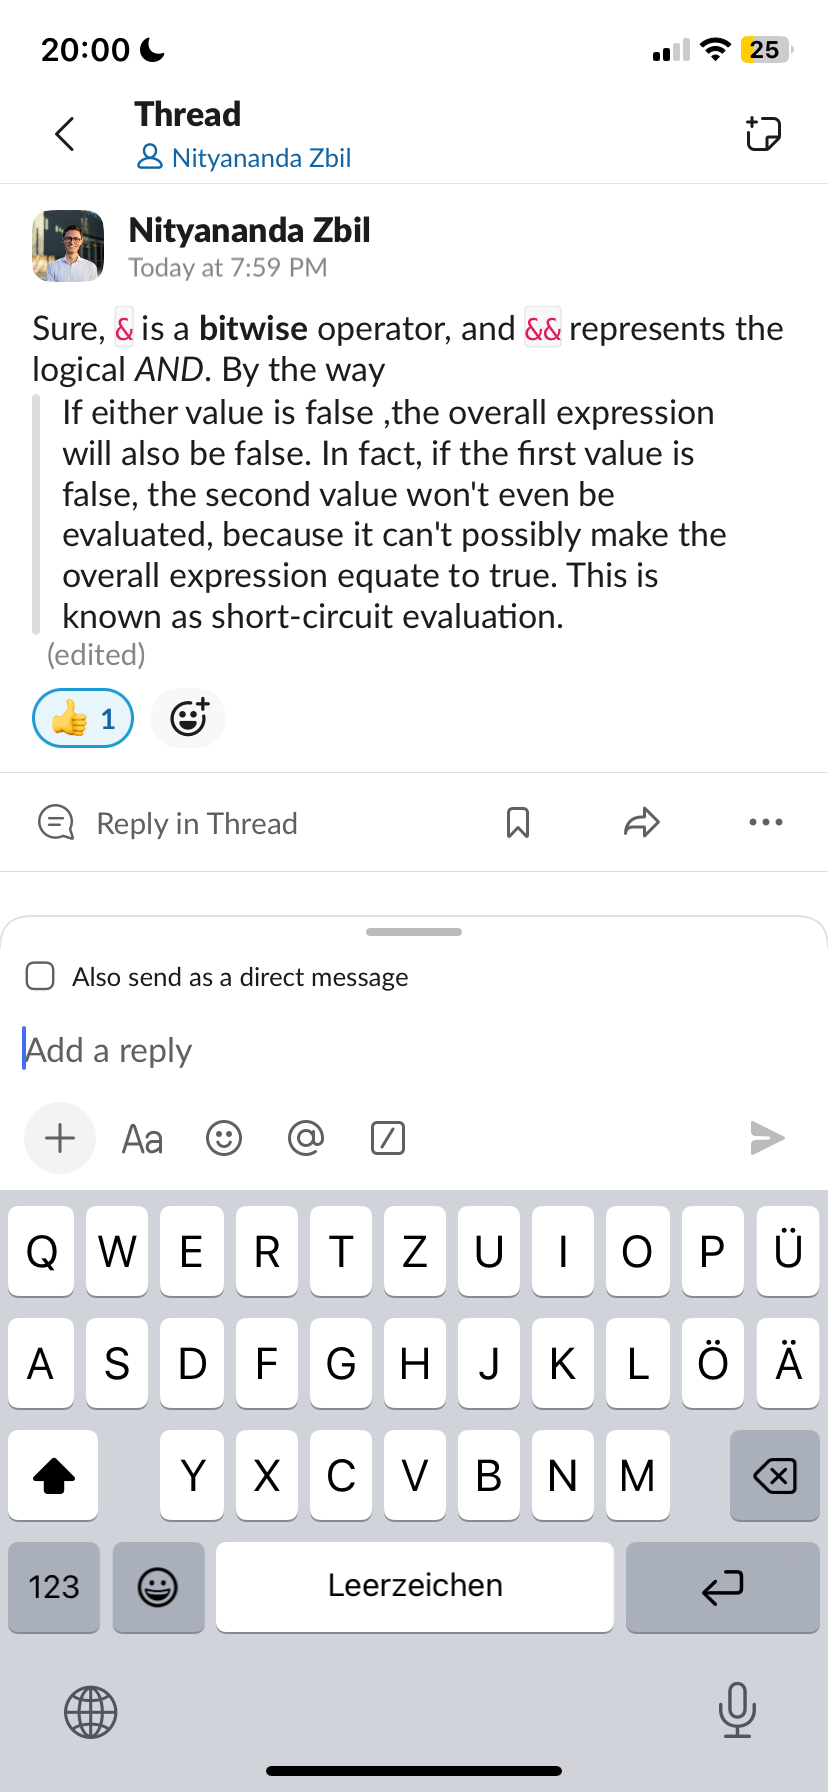 20:00
25
Thread
Nityananda Zbil
Nityananda Zbil
Today at 7:59 PM
Sure, & is a bitwise operator, and && represents the
logical AND. By the way
If either value is false ,the overall expression
will also be false. In fact, if the first value is
false, the second value won't even be
evaluated, because it can't possibly make the
overall expression equate to true. This is
known as short-circuit evaluation.
(edited)
1
Reply in Thread
Also send as a direct message
Add a reply
Aa @
Q W E R T Z U I O P Ü
A S D F G H J K L Ö Ä
Y X C V B N M
123 Leerzeichen